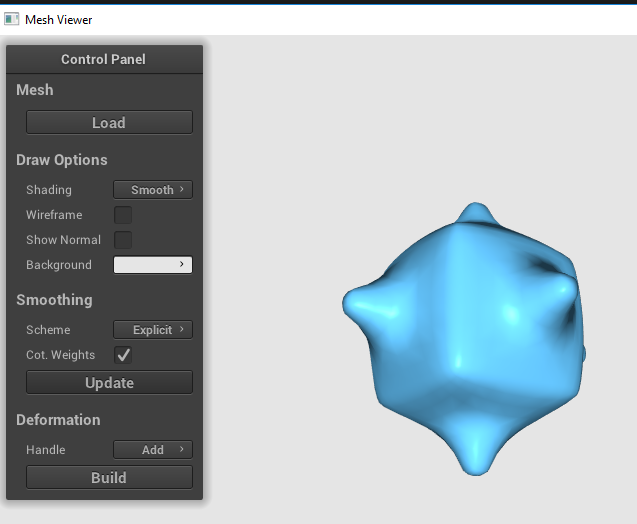 Mesh Viewer
Control Panel
Mesh
Load
Draw Options
Shading Smooth ›
Wireframe
Show Normal
Background ›
Smoothing
Scheme Explicit ›
Cot. Weights ✓
Update
Deformation
Handle Add ›
Build